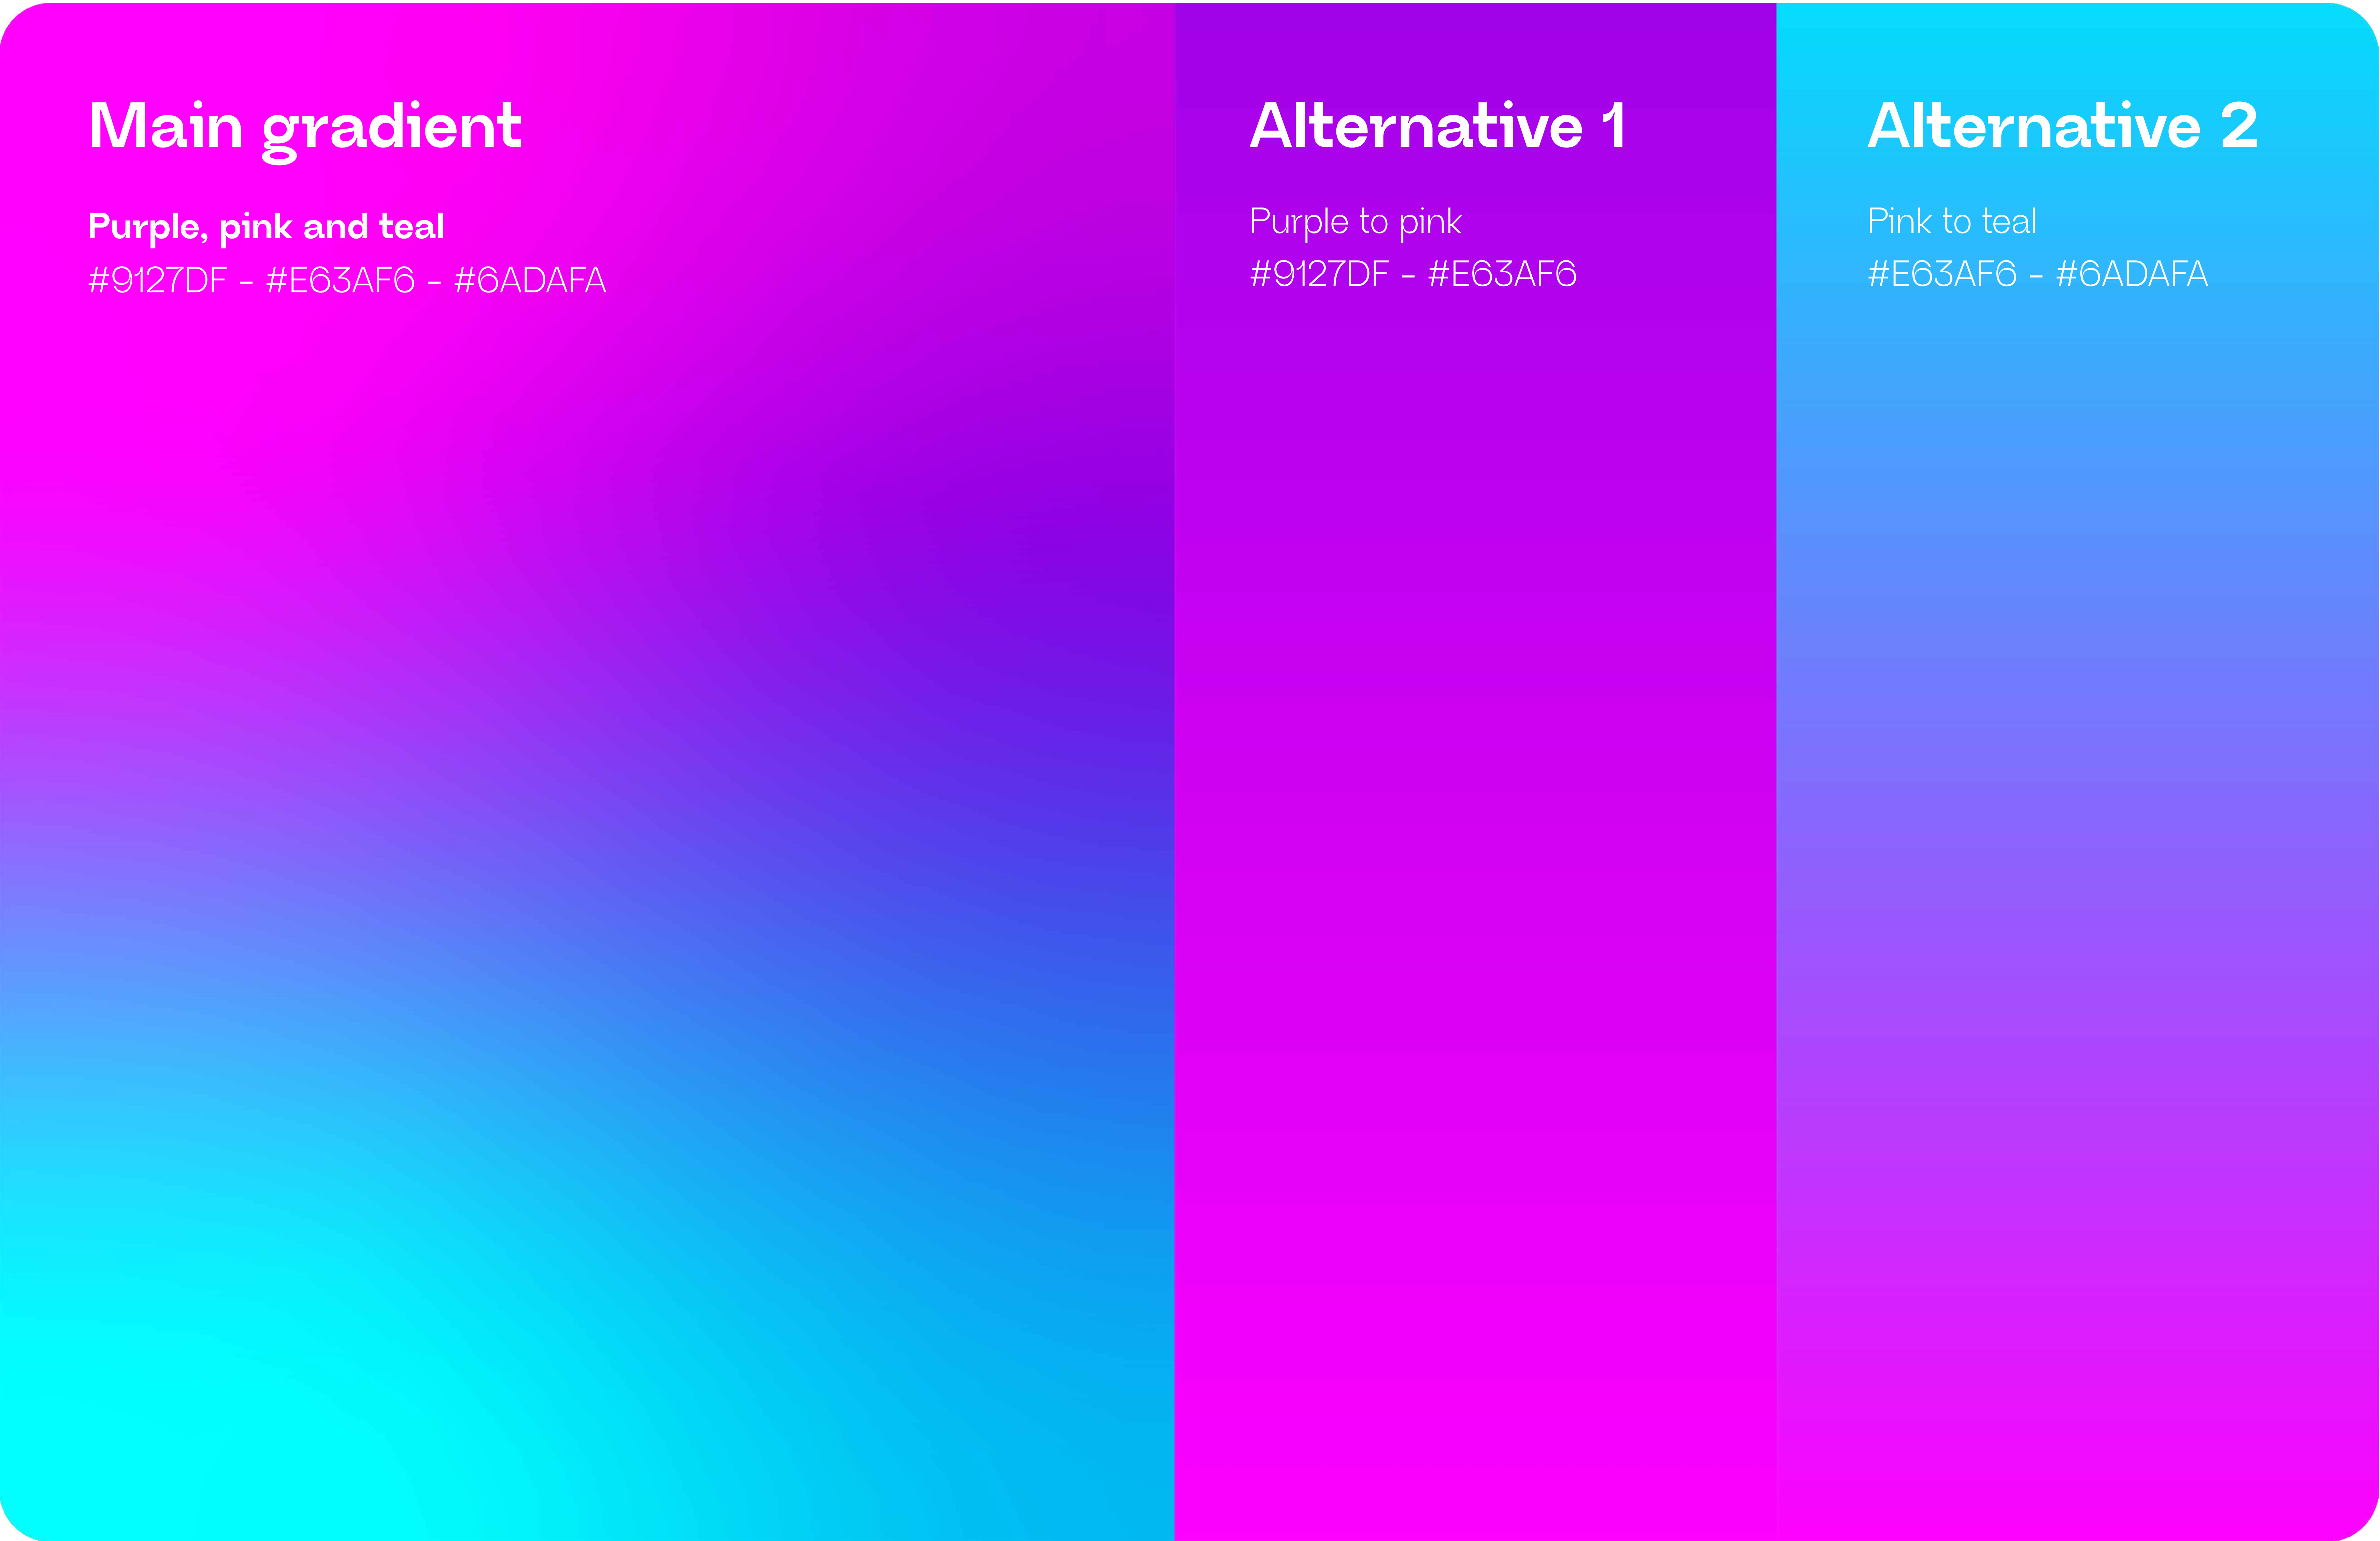 Main gradient
Purple, pink and teal
#9127DF - #E63AF6 - #6ADAFA
Alternative 1
Purple to pink
#9127DF - #E63AF6
Alternative 2
Pink to teal
#E63AF6 - #6ADAFA